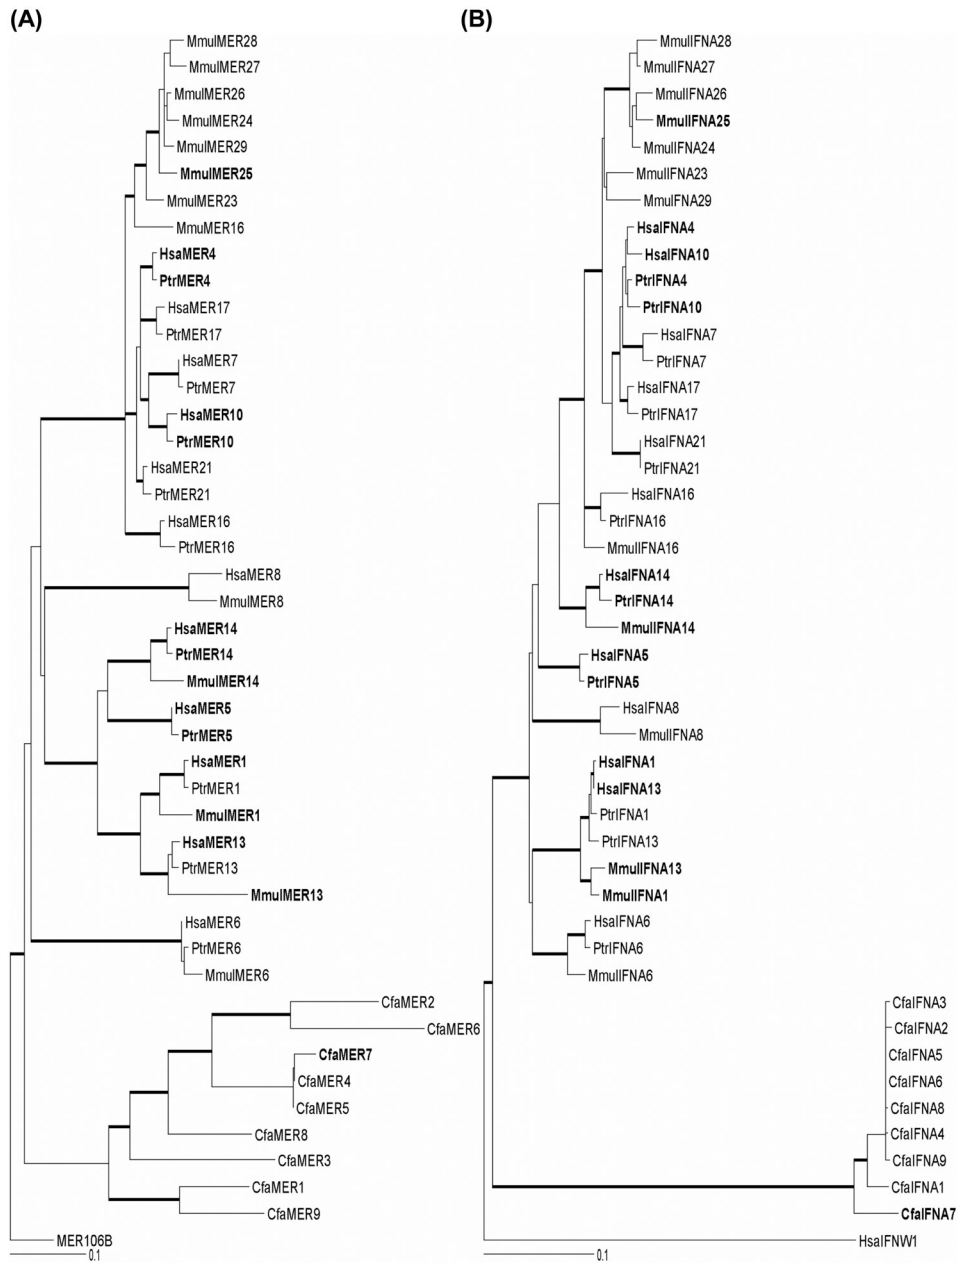 (A)
MmulMER28
MmulMER27
MmulMER26
MmulMER24
MmulMER29
MmulMER25
MmulMER23
MmuMER16
HsaMER4
PtrMER4
HsaMER17
PtrMER17
HsaMER7
PtrMER7
HsaMER10
PtrMER10
HsaMER21
PtrMER21
HsaMER16
PtrMER16
HsaMER8
MmulMER8
HsaMER14
PtrMER14
MmulMER14
HsaMER5
PtrMER5
HsaMER1
PtrMER1
MmulMER1
HsaMER13
PtrMER13
MmulMER13
HsaMER6
PtrMER6
MmulMER6
CfaMER2
CfaMER6
CfaMER7
CfaMER4
CfaMER5
CfaMER8
CfaMER3
CfaMER1
CfaMER9
MER106B
0.1
(B)
MmulIFNA28
MmulIFNA27
MmulIFNA26
MmulIFNA25
MmulIFNA24
MmulIFNA23
MmulFNA29
HsaIFNA4
HsaIFNA10
PtrIFNA4
PtrIFNA10
HsaIFNA7
PtrIFNA7
HsaIFNA17
PtrIFNA17
HsaIFNA21
PtrIFNA21
HsaIFNA16
PtrIFNA16
MmulIFNA16
HsaIFNA14
PtrIFNA14
MmulIFNA14
HsaIFNA5
PtrIFNA5
HsaIFNA8
MmulIFNA8
HsaIFNA1
HsaIFNA13
PtrIFNA1
PtrIFNA13
MmulIFNA13
MmulIFNA1
HsaIFNA6
PtrIFNA6
MmulIFNA6
CfaIFNA3
CfaIFNA2
CfaIFNA5
CfaIFNA6
CfaIFNA8
CfaIFNA4
CfaIFNA9
CfaIFNA1
CfaIFNA7
HsaIFNW1
0.1